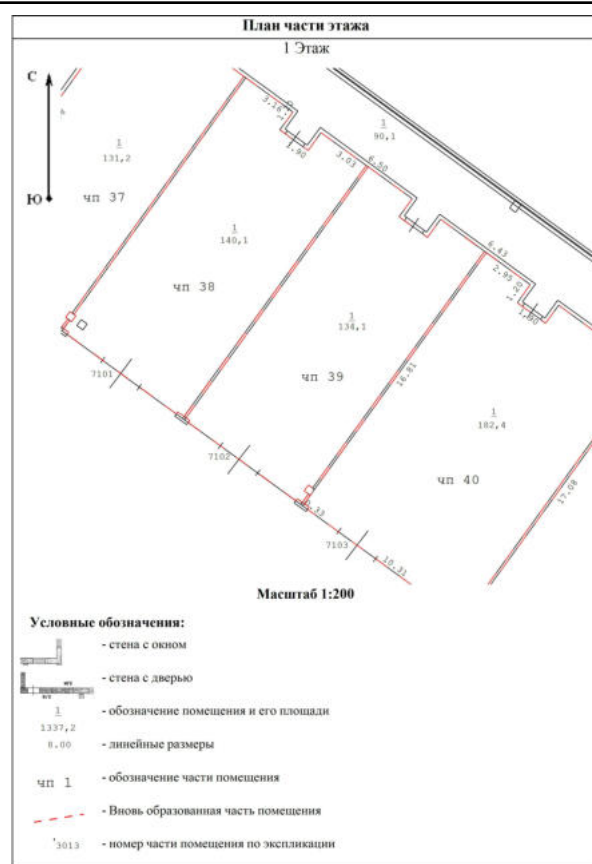 План части этажа
1 Этаж
С
Ю
1
131,2
чп 37
3.16
1.90
1
90,1
3.03
6.50
1
140,1
чп 38
6.43
2.95
1.20
1.90
1
134,1
чп 39
16.81
7101
1
182,4
чп 40
17.08
7102
7103
10.31
Масштаб 1:200
Условные обозначения:
- стена с окном
- стена с дверью
1
1337,2
- обозначение помещения и его площади
8.00
- линейные размеры
чп 1
- обозначение части помещения
- Вновь образованная часть помещения
3013
- номер части помещения по экспликации